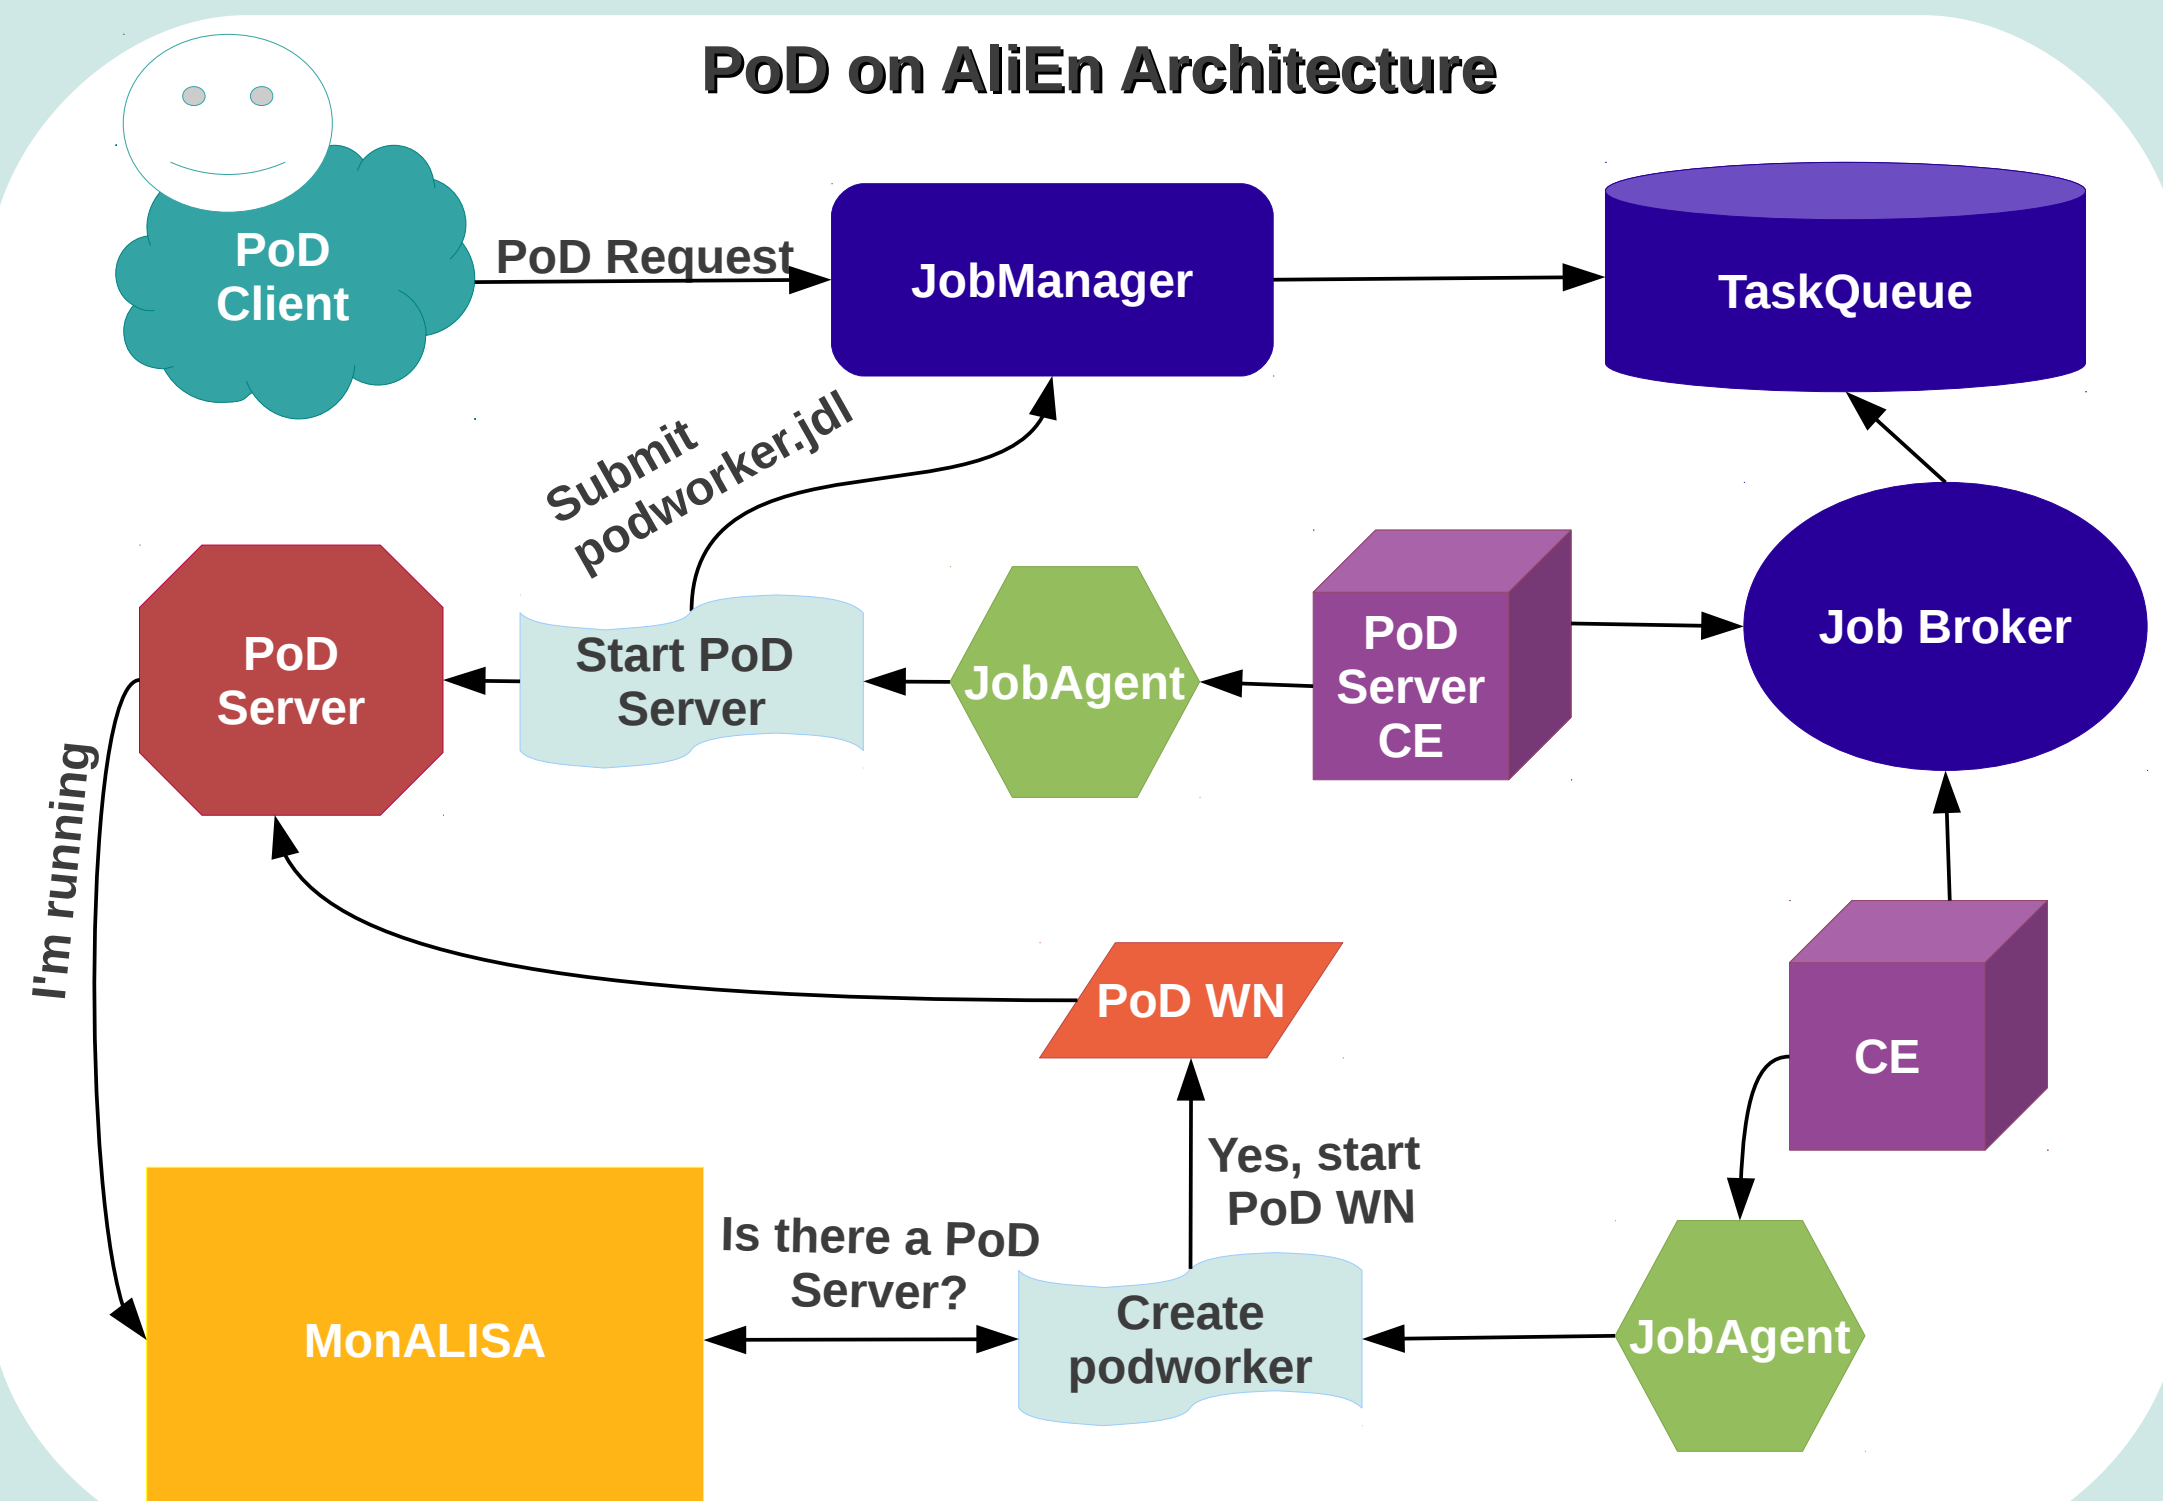 PoD on AliEn Architecture
PoD
Client
PoD Request
JobManager
TaskQueue
Submit
podworker.jdl
PoD
Server
Start PoD
Server
JobAgent
PoD
Server
CE
Job Broker
I'm running
PoD WN
CE
Yes, start
PoD WN
Is there a PoD
Server?
MonALISA
Create
podworker
JobAgent